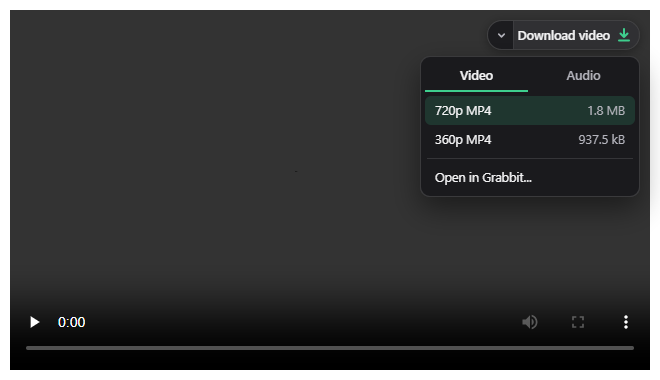 Download video
Video Audio
720p MP4 1.8 MB
360p MP4 937.5 kB
Open in Grabbit...
0:00